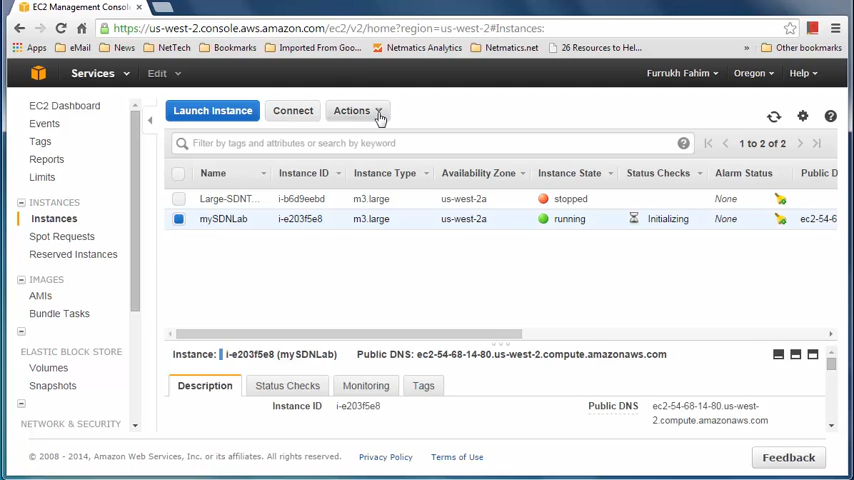 EC2 Management Conso
https://us-west-2.console.aws.amazon.com/ec2/v2/home?region=us-west-2#Instances:
Apps eMail News NetTech Bookmarks Imported From Goo... Netmatics Analytics Netmatics.net 26 Resources to Hel... » Other bookmarks
Services Edit Furrukh Fahim Oregon Help
Launch Instance Connect Actions
EC2 Dashboard
Events
Tags
Reports
Limits
INSTANCES
Instances
Spot Requests
Reserved Instances
IMAGES
AMIs
Bundle Tasks
ELASTIC BLOCK STORE
Volumes
Snapshots
NETWORK & SECURITY
Filter by tags and attributes or search by keyword ? 1 to 2 of 2
Name Instance ID Instance Type Availability Zone Instance State Status Checks Alarm Status Public D
Large-SDNT... i-b6d9eebd m3.large us-west-2a stopped None
mySDNLab i-e203f5e8 m3.large us-west-2a running Initializing None ec2-54-6
Instance: i-e203f5e8 (mySDNLab) Public DNS: ec2-54-68-14-80.us-west-2.compute.amazonaws.com
Description Status Checks Monitoring Tags
Instance ID i-e203f5e8 Public DNS ec2-54-68-14-80.us-west-
2.compute.amazonaws.com
© 2008 - 2014, Amazon Web Services, Inc. or its affiliates. All rights reserved. Privacy Policy Terms of Use Feedback